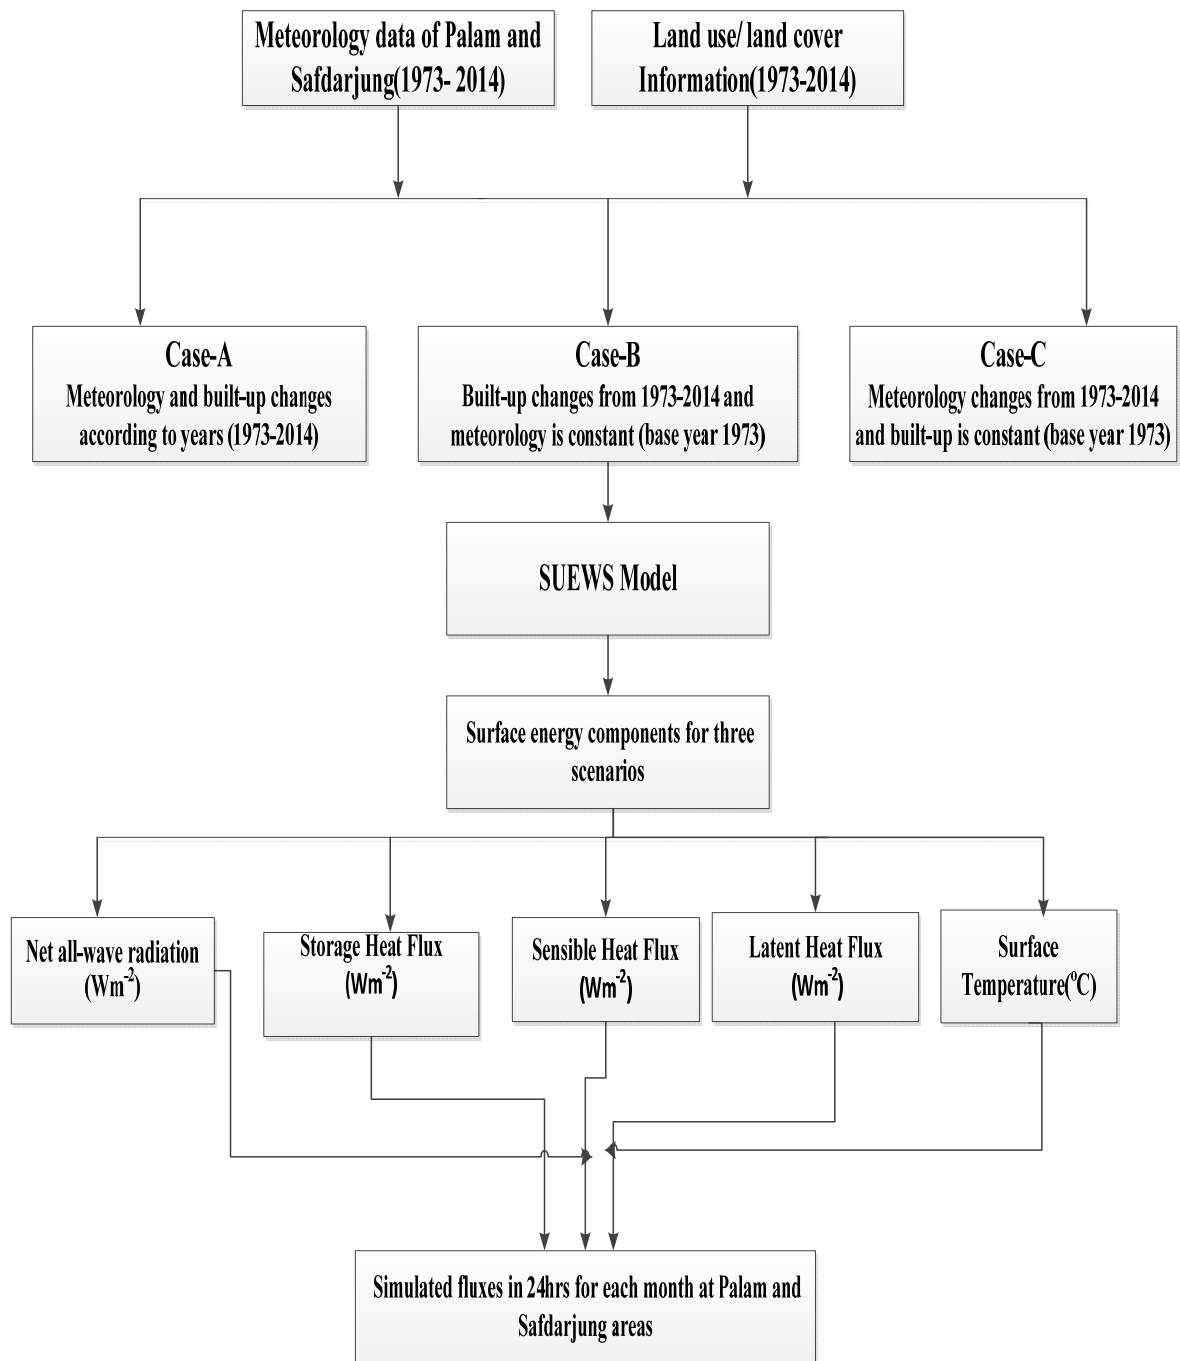 Meteorology data of Palam and
Safdarjung(1973- 2014)
Land use/ land cover
Information(1973-2014)
Case-A
Meteorology and built-up changes
according to years (1973-2014)
Case-B
Built-up changes from 1973-2014 and
meteorology is constant (base year 1973)
Case-C
Meteorology changes from 1973-2014
and built-up is constant (base year 1973)
SUEWS Model
Surface energy components for three
scenarios
Net all-wave radiation
(Wm⁻²)
Storage Heat Flux
(Wm⁻²)
Sensible Heat Flux
(Wm⁻²)
Latent Heat Flux
(Wm⁻²)
Surface
Temperature(⁰C)
Simulated fluxes in 24hrs for each month at Palam and
Safdarjung areas